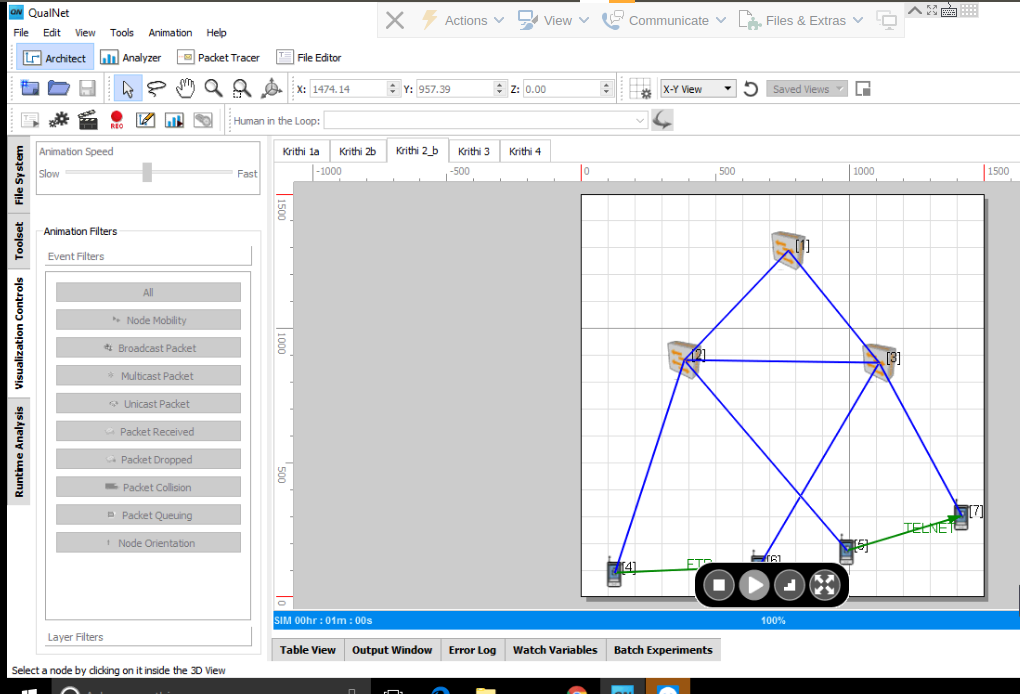 QualNet
Actions View Communicate Files & Extras
File Edit View Tools Animation Help
Architect Analyzer Packet Tracer File Editor
X: 1474.14 Y: 957.39 Z: 0.00 X-Y View Saved Views
REC Human in the Loop:
File System
Toolset
Visualization Controls
Runtime Analysis
Animation Speed
Slow Fast
Animation Filters
Event Filters
All
Node Mobility
Broadcast Packet
Multicast Packet
Unicast Packet
Packet Received
Packet Dropped
Packet Collision
Packet Queuing
Node Orientation
Layer Filters
Krithi 1a Krithi 2b Krithi 2_b Krithi 3 Krithi 4
-1000 -500 0 500 1000 1500
1500
1000
500
0
[1]
[2] [3]
[7]
TELNET
[5]
[6]
FTP
[4]
SIM 00hr : 01m : 00s 100%
Table View Output Window Error Log Watch Variables Batch Experiments
Select a node by clicking on it inside the 3D View